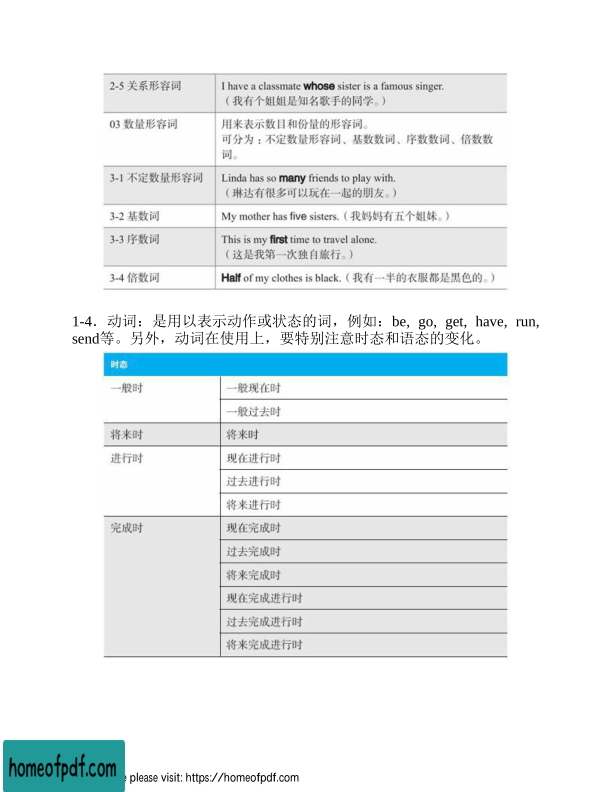 2-5 关系形容词
I have a classmate whose sister is a famous singer.
（我有个姐姐是知名歌手的同学。）
03 数量形容词
用来表示数目和份量的形容词。
可分为：不定数量形容词、基数数词、序数数词、倍数数
词。
3-1 不定数量形容词
Linda has so many friends to play with.
（琳达有很多可以玩在一起的朋友。）
3-2 基数词
My mother has five sisters.（我妈妈有五个姐妹。）
3-3 序数词
This is my first time to travel alone.
（这是我第一次独自旅行。）
3-4 倍数词
Half of my clothes is black.（我有一半的衣服都是黑色的。）
1-4．动词：是用以表示动作或状态的词，例如：be, go, get, have, run,
send等。另外，动词在使用上，要特别注意时态和语态的变化。
时态
一般时
一般现在时
一般过去时
将来时
将来时
进行时
现在进行时
过去进行时
将来进行时
完成时
现在完成时
过去完成时
将来完成时
现在完成进行时
过去完成进行时
将来完成进行时
homeofpdf.com
please visit: https://homeofpdf.com